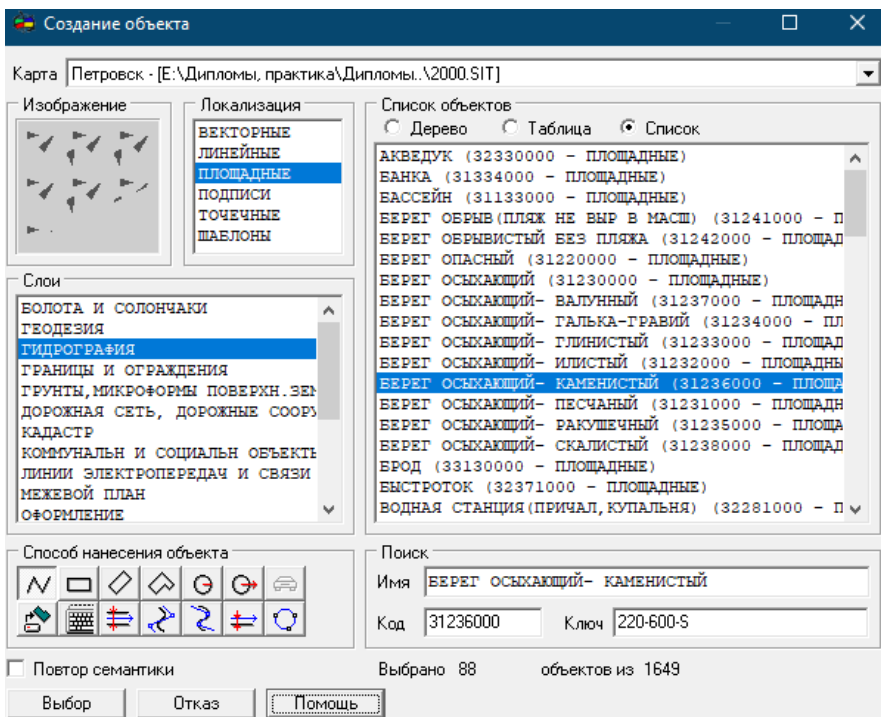 Создание объекта
Карта Петровск - [E:\Дипломы, практика\Дипломы..\2000.SIT]
Изображение
Локализация
ВЕКТОРНЫЕ
ЛИНЕЙНЫЕ
ПЛОЩАДНЫЕ
ПОДПИСИ
ТОЧЕЧНЫЕ
ШАБЛОНЫ
Слои
БОЛОТА И СОЛОНЧАКИ
ГЕОДЕЗИЯ
ГИДРОГРАФИЯ
ГРАНИЦЫ И ОГРАЖДЕНИЯ
ГРУНТЫ,МИКРОФОРМЫ ПОВЕРХН.ЗЕМ
ДОРОЖНАЯ СЕТЬ, ДОРОЖНЫЕ СООРУ
КАДАСТР
КОММУНАЛЬН И СОЦИАЛЬН ОБЪЕКТЫ
ЛИНИИ ЭЛЕКТРОПЕРЕДАЧ И СВЯЗИ
МЕЖЕВОЙ ПЛАН
ОФОРМЛЕНИЕ
Список объектов
Дерево Таблица Список
АКВЕДУК (32330000 - ПЛОЩАДНЫЕ)
БАНКА (31334000 - ПЛОЩАДНЫЕ)
БАССЕЙН (31133000 - ПЛОЩАДНЫЕ)
БЕРЕГ ОБРЫВ(ПЛЯЖ НЕ ВЫР В МАСШ) (31241000 - П
БЕРЕГ ОБРЫВИСТЫЙ БЕЗ ПЛЯЖА (31242000 - ПЛОЩАД
БЕРЕГ ОПАСНЫЙ (31220000 - ПЛОЩАДНЫЕ)
БЕРЕГ ОСЫХАЮЩИЙ (31230000 - ПЛОЩАДНЫЕ)
БЕРЕГ ОСЫХАЮЩИЙ- ВАЛУННЫЙ (31237000 - ПЛОЩАДН
БЕРЕГ ОСЫХАЮЩИЙ- ГАЛЬКА-ГРАВИЙ (31234000 - ПЛ
БЕРЕГ ОСЫХАЮЩИЙ- ГЛИНИСТЫЙ (31233000 - ПЛОЩАД
БЕРЕГ ОСЫХАЮЩИЙ- ИЛИСТЫЙ (31232000 - ПЛОЩАДНЫ
БЕРЕГ ОСЫХАЮЩИЙ- КАМЕНИСТЫЙ (31236000 - ПЛОЩА
БЕРЕГ ОСЫХАЮЩИЙ- ПЕСЧАНЫЙ (31231000 - ПЛОЩАДН
БЕРЕГ ОСЫХАЮЩИЙ- РАКУШЕЧНЫЙ (31235000 - ПЛОЩА
БЕРЕГ ОСЫХАЮЩИЙ- СКАЛИСТЫЙ (31238000 - ПЛОЩАД
БРОД (33130000 - ПЛОЩАДНЫЕ)
БЫСТРОТОК (32371000 - ПЛОЩАДНЫЕ)
ВОДНАЯ СТАНЦИЯ(ПРИЧАЛ,КУПАЛЬНЯ) (32281000 - П
Способ нанесения объекта
Поиск
Имя БЕРЕГ ОСЫХАЮЩИЙ- КАМЕНИСТЫЙ
Код 31236000 Ключ 220-600-S
Повтор семантики
Выбрано 88 объектов из 1649
Выбор Отказ Помощь